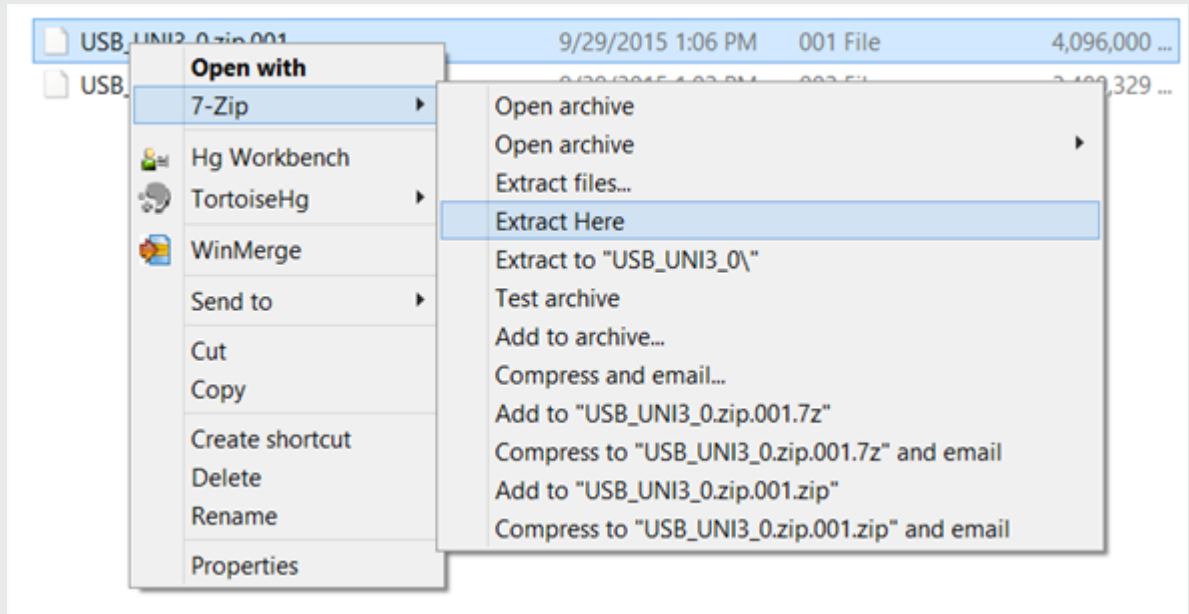 USB_UNI3_0.zip.001 9/29/2015 1:06 PM 001 File 4,096,000 ...
USB_ ,329 ...
Open with
7-Zip
Hg Workbench
TortoiseHg
WinMerge
Send to
Cut
Copy
Create shortcut
Delete
Rename
Properties
Open archive
Open archive
Extract files...
Extract Here
Extract to "USB_UNI3_0\"
Test archive
Add to archive...
Compress and email...
Add to "USB_UNI3_0.zip.001.7z"
Compress to "USB_UNI3_0.zip.001.7z" and email
Add to "USB_UNI3_0.zip.001.zip"
Compress to "USB_UNI3_0.zip.001.zip" and email